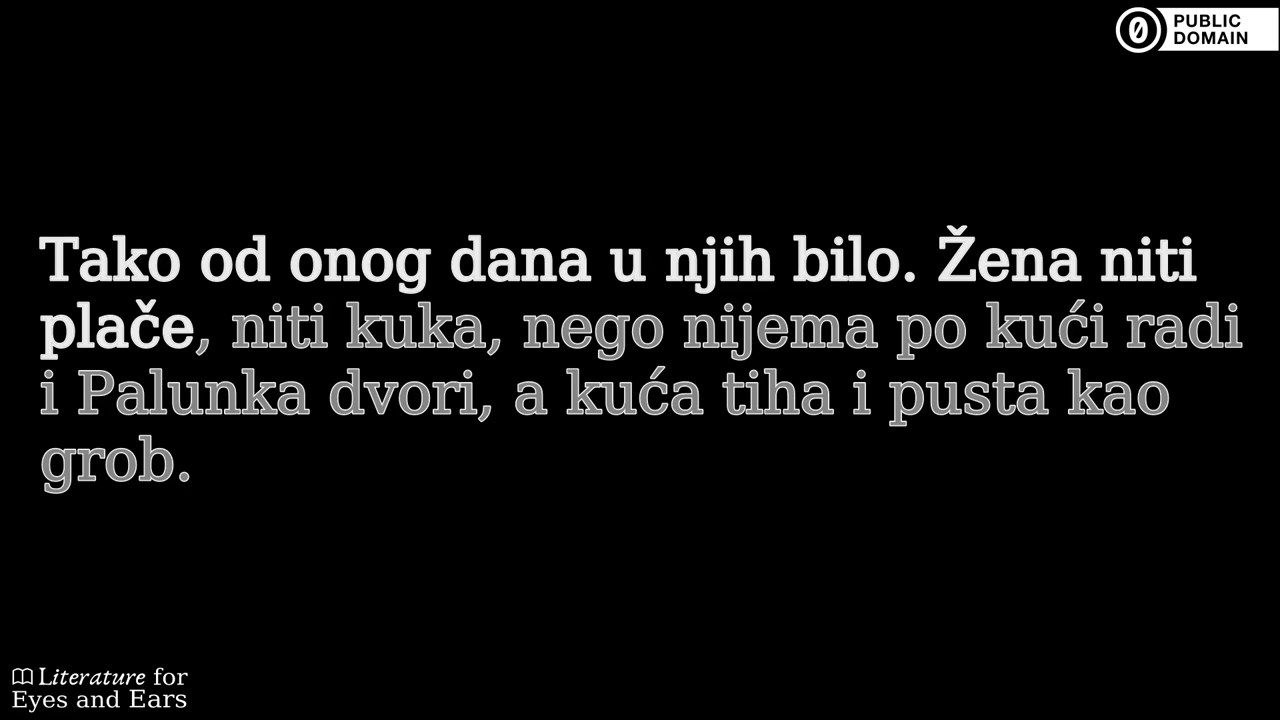 PUBLIC
DOMAIN
Tako od onog dana u njih bilo. Žena niti
plače, niti kuka, nego nijema po kući radi
i Palunka dvori, a kuća tiha i pusta kao
grob.
Literature for
Eyes and Ears